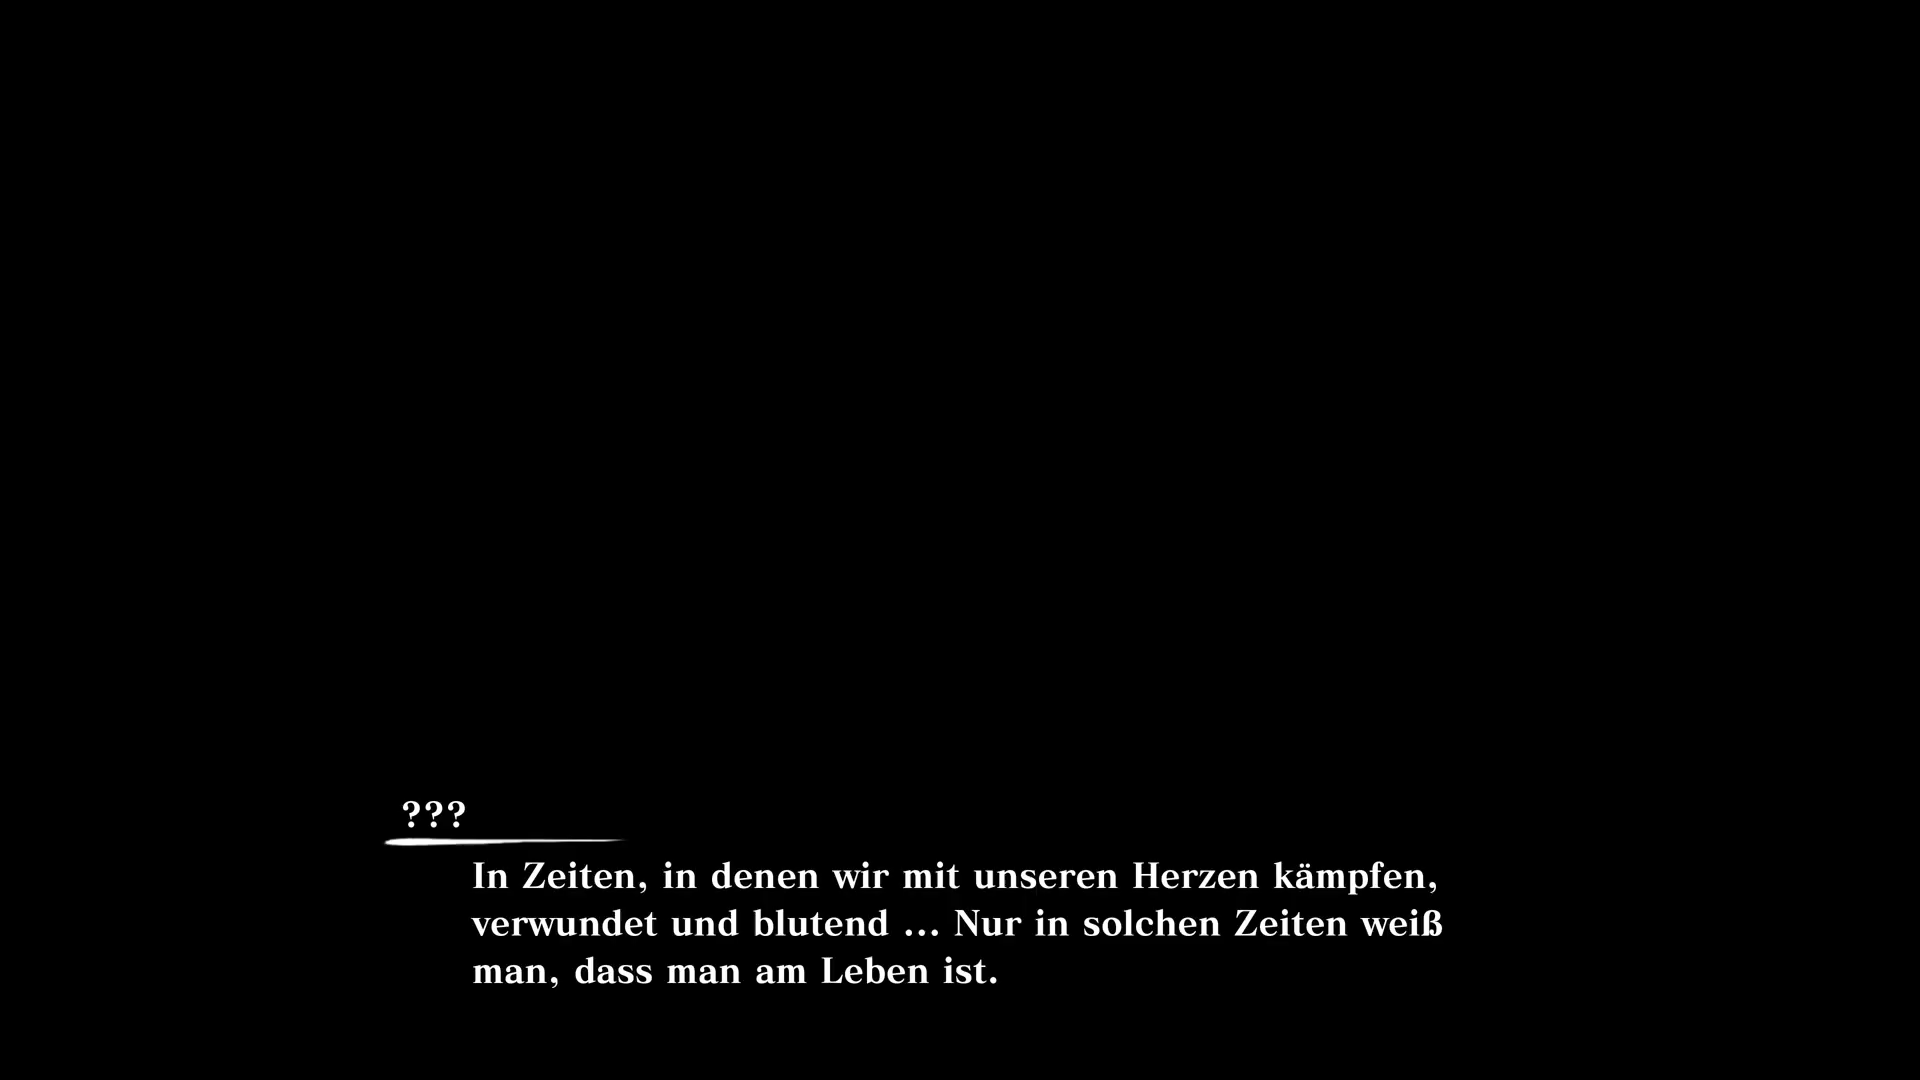 ???
In Zeiten, in denen wir mit unseren Herzen kämpfen,
verwundet und blutend ... Nur in solchen Zeiten weiß
man, dass man am Leben ist.